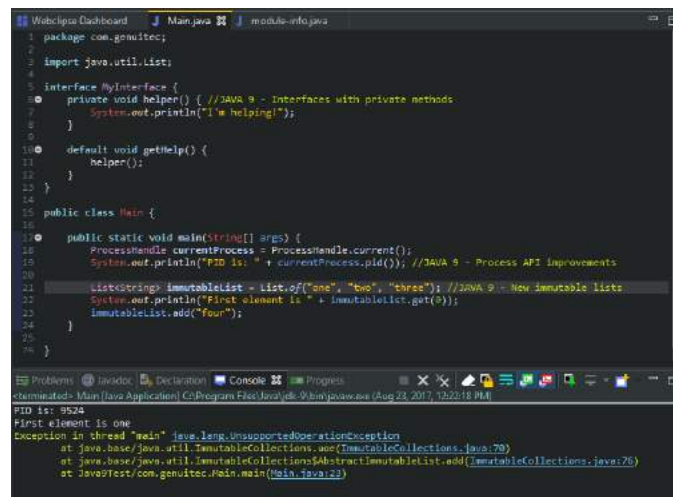 Webclipse Dashboard Main.java module-info.java
1 package com.genuitec;
2
3 import java.util.List;
4
5 interface MyInterface {
6 private void helper() { //JAVA 9 - Interfaces with private methods
7 System.out.println("I'm helping!");
8 }
9
10 default void getHelp() {
11 helper();
12 }
13 }
14
15 public class Main {
16
17 public static void main(String[] args) {
18 ProcessHandle currentProcess = ProcessHandle.current();
19 System.out.println("PID is: " + currentProcess.pid()); //JAVA 9 - Process API improvements
20
21 List<String> immutableList = List.of("one", "two", "three"); //JAVA 9 - New immutable lists
22 System.out.println("First element is " + immutableList.get(0));
23 immutableList.add("four");
24 }
25
26 }
Problems Javadoc Declaration Console Progress
<terminated> Main [Java Application] C:\Program Files\Java\jdk-9\bin\javaw.exe (Aug 23, 2017, 12:22:18 PM)
PID is: 9524
First element is one
Exception in thread "main" java.lang.UnsupportedOperationException
at java.base/java.util.ImmutableCollections.uoe(ImmutableCollections.java:70)
at java.base/java.util.ImmutableCollections$AbstractImmutableList.add(ImmutableCollections.java:76)
at Java9Test/com.genuitec.Main.main(Main.java:23)